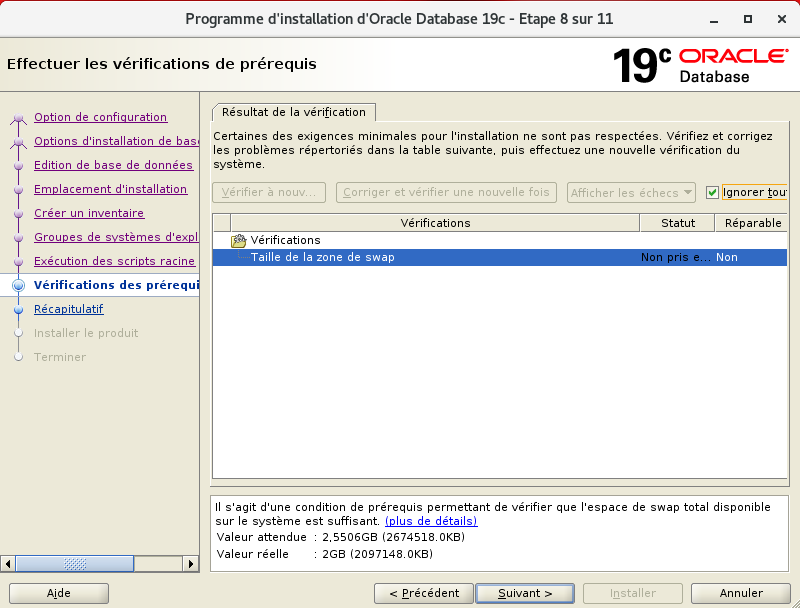 Programme d'installation d'Oracle Database 19c - Etape 8 sur 11
Effectuer les vérifications de prérequis
19c ORACLE
Database
Option de configuration
Options d'installation de base
Edition de base de données
Emplacement d'installation
Créer un inventaire
Groupes de systèmes d'expl
Exécution des scripts racine
Vérifications des prérequi
Récapitulatif
Installer le produit
Terminer
Résultat de la vérification
Certaines des exigences minimales pour l'installation ne sont pas respectées. Vérifiez et corrigez
les problèmes répertoriés dans la table suivante, puis effectuez une nouvelle vérification du
système.
Vérifier à nouv... Corriger et vérifier une nouvelle fois Afficher les échecs Ignorer tou
Vérifications Statut Réparable
Vérifications
Taille de la zone de swap Non pris e... Non
Il s'agit d'une condition de prérequis permettant de vérifier que l'espace de swap total disponible
sur le système est suffisant. (plus de détails)
Valeur attendue : 2,5506GB (2674518.0KB)
Valeur réelle : 2GB (2097148.0KB)
Aide < Précédent Suivant > Installer Annuler